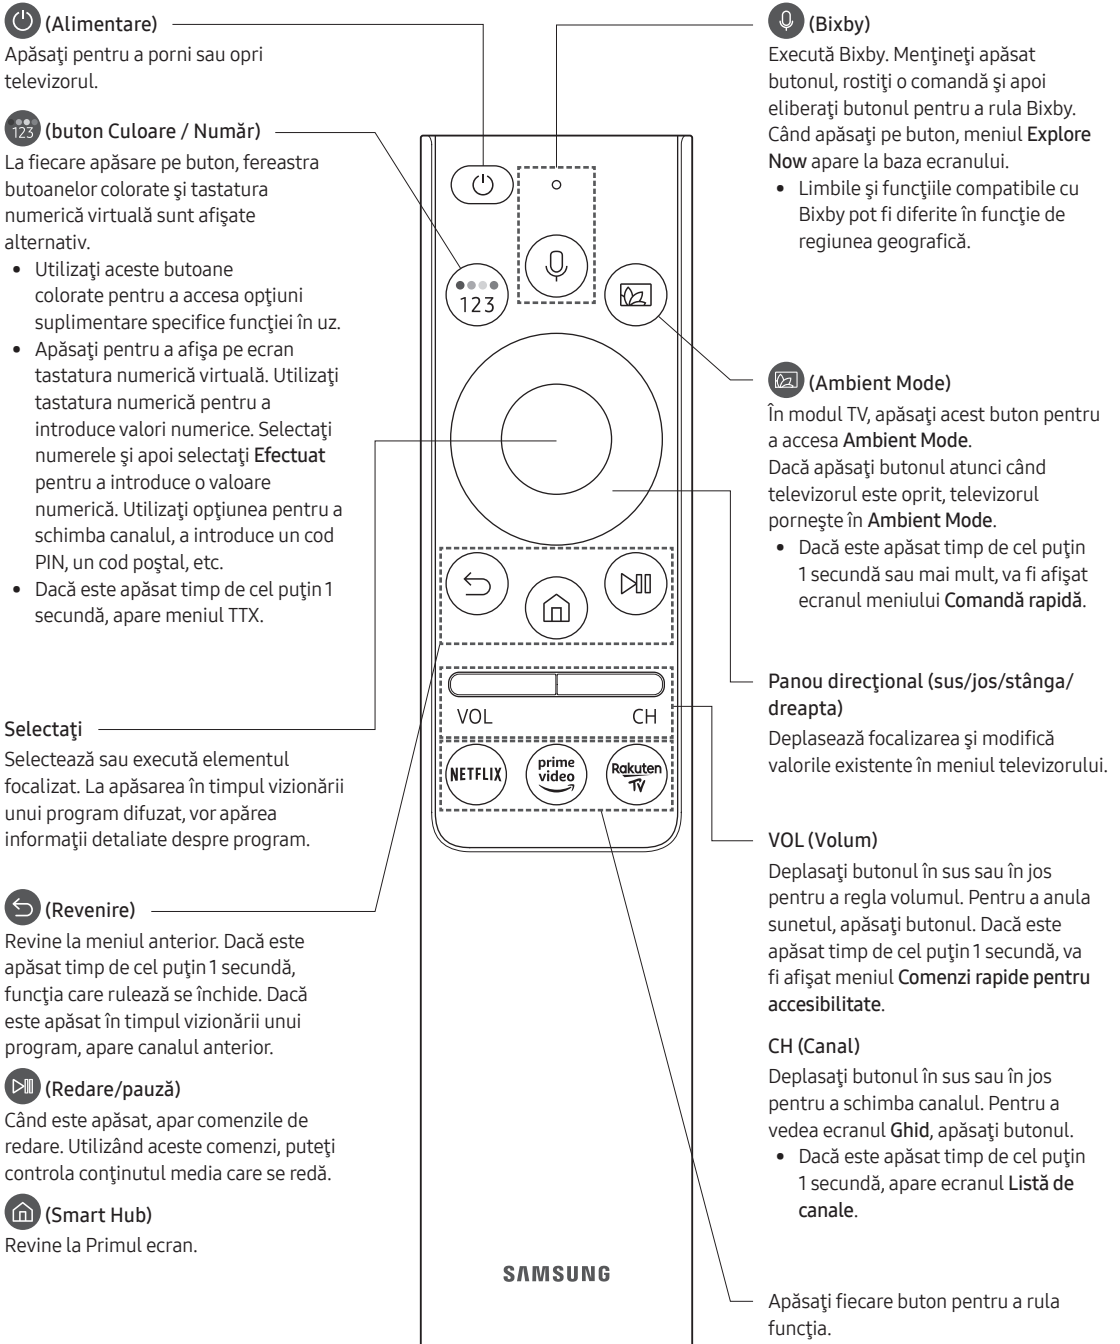 (Alimentare)
Apăsaţi pentru a porni sau opri
televizorul.
123 (buton Culoare / Număr)
La fiecare apăsare pe buton, fereastra
butoanelor colorate şi tastatura
numerică virtuală sunt afişate
alternativ.
• Utilizaţi aceste butoane
colorate pentru a accesa opţiuni
suplimentare specifice funcţiei în uz.
• Apăsaţi pentru a afişa pe ecran
tastatura numerică virtuală. Utilizaţi
tastatura numerică pentru a
introduce valori numerice. Selectaţi
numerele şi apoi selectaţi Efectuat
pentru a introduce o valoare
numerică. Utilizaţi opţiunea pentru a
schimba canalul, a introduce un cod
PIN, un cod poştal, etc.
• Dacă este apăsat timp de cel puţin 1
secundă, apare meniul TTX.
Selectaţi
Selectează sau execută elementul
focalizat. La apăsarea în timpul vizionării
unui program difuzat, vor apărea
informaţii detaliate despre program.
(Revenire)
Revine la meniul anterior. Dacă este
apăsat timp de cel puţin 1 secundă,
funcţia care rulează se închide. Dacă
este apăsat în timpul vizionării unui
program, apare canalul anterior.
(Redare/pauză)
Când este apăsat, apar comenzile de
redare. Utilizând aceste comenzi, puteţi
controla conţinutul media care se redă.
(Smart Hub)
Revine la Primul ecran.
123
VOL CH
NETFLIX
prime
video
Rakuten
TV
SAMSUNG
(Bixby)
Execută Bixby. Menţineţi apăsat
butonul, rostiţi o comandă şi apoi
eliberaţi butonul pentru a rula Bixby.
Când apăsaţi pe buton, meniul Explore
Now apare la baza ecranului.
• Limbile şi funcţiile compatibile cu
Bixby pot fi diferite în funcţie de
regiunea geografică.
(Ambient Mode)
În modul TV, apăsaţi acest buton pentru
a accesa Ambient Mode.
Dacă apăsaţi butonul atunci când
televizorul este oprit, televizorul
porneşte în Ambient Mode.
• Dacă este apăsat timp de cel puţin
1 secundă sau mai mult, va fi afişat
ecranul meniului Comandă rapidă.
Panou direcţional (sus/jos/stânga/
dreapta)
Deplasează focalizarea şi modifică
valorile existente în meniul televizorului.
VOL (Volum)
Deplasaţi butonul în sus sau în jos
pentru a regla volumul. Pentru a anula
sunetul, apăsaţi butonul. Dacă este
apăsat timp de cel puţin 1 secundă, va
fi afişat meniul Comenzi rapide pentru
accesibilitate.
CH (Canal)
Deplasaţi butonul în sus sau în jos
pentru a schimba canalul. Pentru a
vedea ecranul Ghid, apăsaţi butonul.
• Dacă este apăsat timp de cel puţin
1 secundă, apare ecranul Listă de
canale.
Apăsaţi fiecare buton pentru a rula
funcţia.